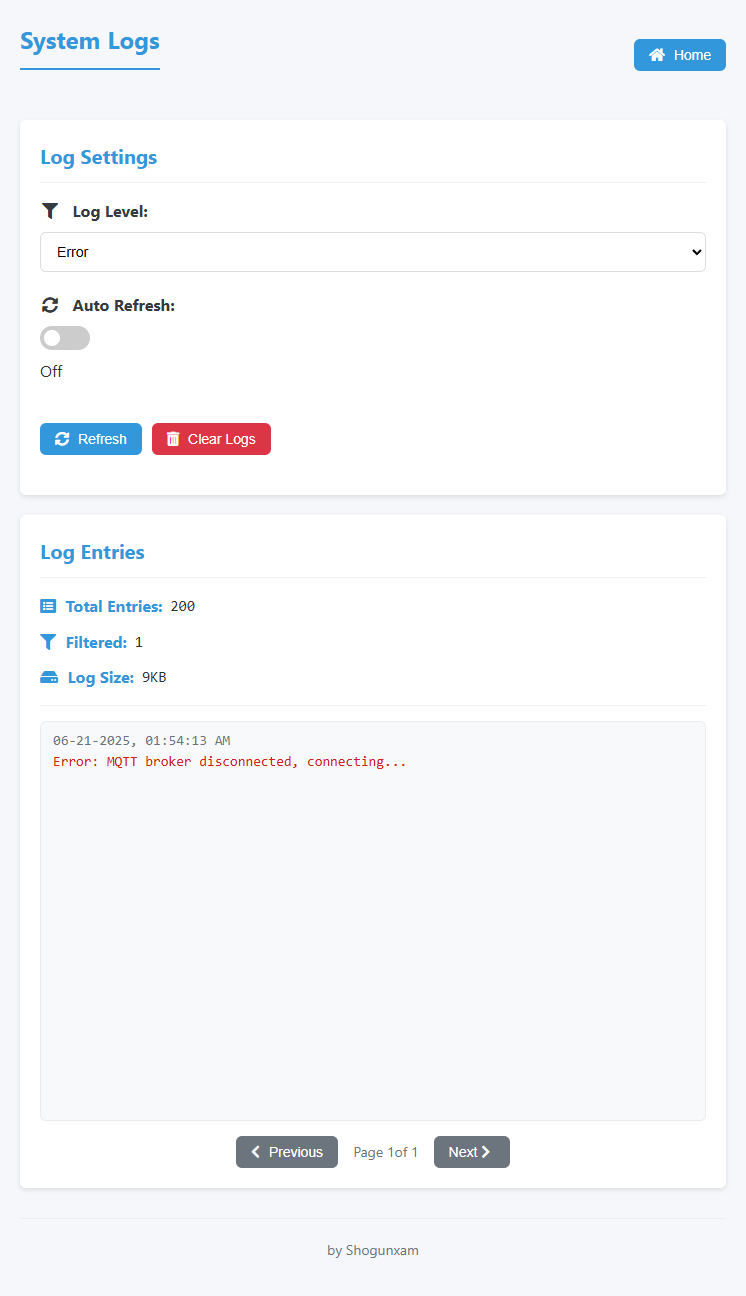 System Logs
Home
Log Settings
Log Level:
Error
Auto Refresh:
Off
Refresh
Clear Logs
Log Entries
Total Entries: 200
Filtered: 1
Log Size: 9KB
06-21-2025, 01:54:13 AM
Error: MQTT broker disconnected, connecting...
Previous
Page 1of 1
Next
by Shogunxam